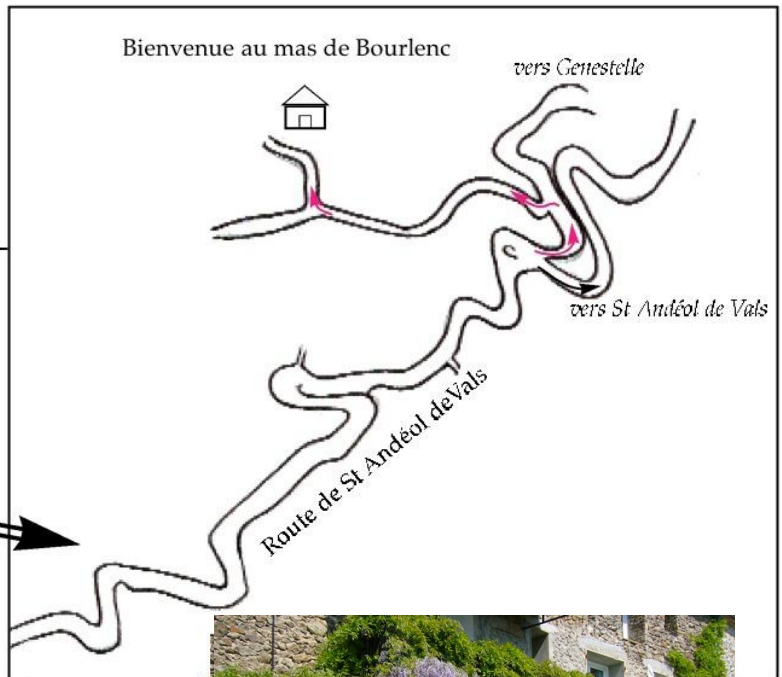 Bienvenue au mas de Bourlenc
vers Genestelle
vers St Andéol de Vals
Route de St Andéol deVals